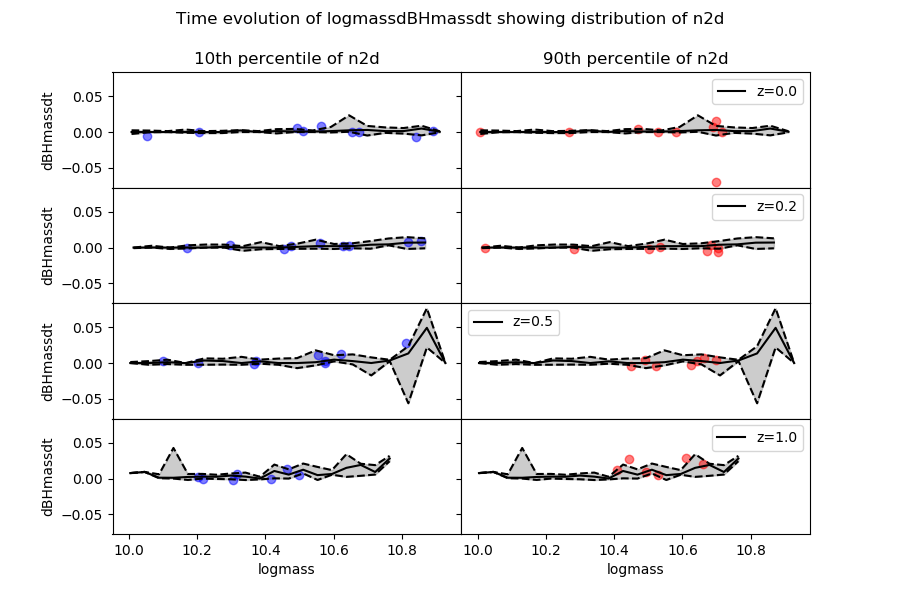 Time evolution of logmassdBHmassdt showing distribution of n2d
10th percentile of n2d
90th percentile of n2d
dBHmassdt
0.05
0.00
−0.05
z=0.0
dBHmassdt
0.05
0.00
−0.05
z=0.2
dBHmassdt
0.05
0.00
−0.05
z=0.5
dBHmassdt
0.05
0.00
−0.05
z=1.0
10.0 10.2 10.4 10.6 10.8
10.0 10.2 10.4 10.6 10.8
logmass
logmass